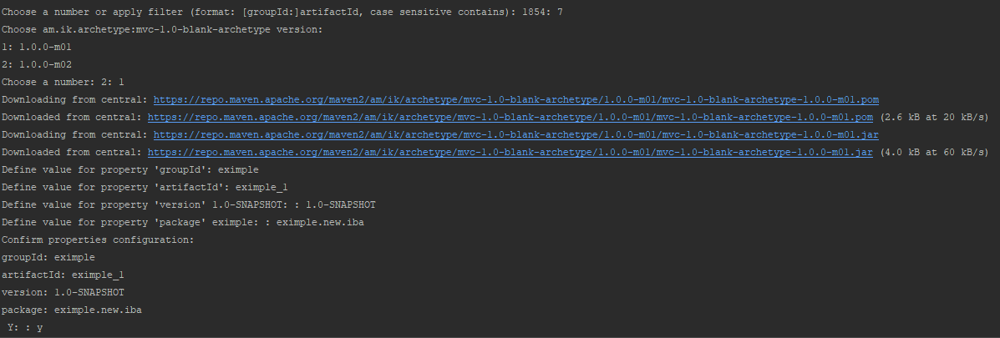 Choose a number or apply filter (format: [groupId:]artifactId, case sensitive contains): 1854: 7
Choose am.ik.archetype:mvc-1.0-blank-archetype version:
1: 1.0.0-m01
2: 1.0.0-m02
Choose a number: 2: 1
Downloading from central: https://repo.maven.apache.org/maven2/am/ik/archetype/mvc-1.0-blank-archetype/1.0.0-m01/mvc-1.0-blank-archetype-1.0.0-m01.pom
Downloaded from central: https://repo.maven.apache.org/maven2/am/ik/archetype/mvc-1.0-blank-archetype/1.0.0-m01/mvc-1.0-blank-archetype-1.0.0-m01.pom (2.6 kB at 20 kB/s)
Downloading from central: https://repo.maven.apache.org/maven2/am/ik/archetype/mvc-1.0-blank-archetype/1.0.0-m01/mvc-1.0-blank-archetype-1.0.0-m01.jar
Downloaded from central: https://repo.maven.apache.org/maven2/am/ik/archetype/mvc-1.0-blank-archetype/1.0.0-m01/mvc-1.0-blank-archetype-1.0.0-m01.jar (4.0 kB at 60 kB/s)
Define value for property 'groupId': eximple
Define value for property 'artifactId': eximple_1
Define value for property 'version' 1.0-SNAPSHOT: : 1.0-SNAPSHOT
Define value for property 'package' eximple: : eximple.new.iba
Confirm properties configuration:
groupId: eximple
artifactId: eximple_1
version: 1.0-SNAPSHOT
package: eximple.new.iba
 Y: : y